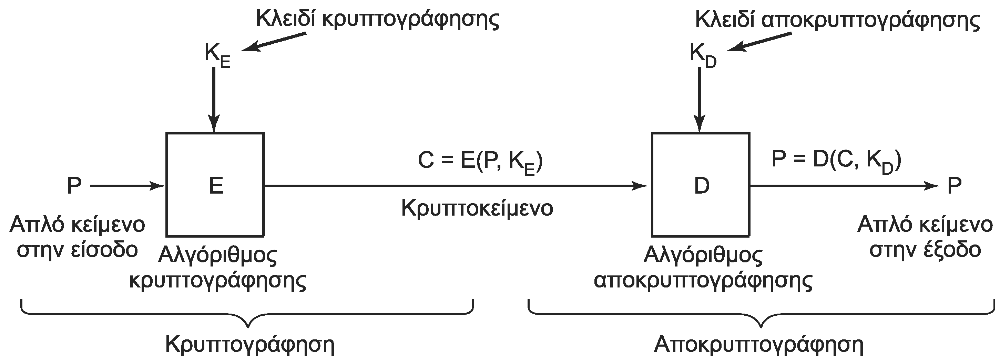 Κλειδί κρυπτογράφησης
Κλειδί αποκρυπτογράφησης
K_E
K_D
C = E(P, K_E)
P = D(C, K_D)
P
E
D
P
Κρυπτοκείμενο
Απλό κείμενο
στην είσοδο
Αλγόριθμος
κρυπτογράφησης
Αλγόριθμος
αποκρυπτογράφησης
Απλό κείμενο
στην έξοδο
Κρυπτογράφηση
Αποκρυπτογράφηση